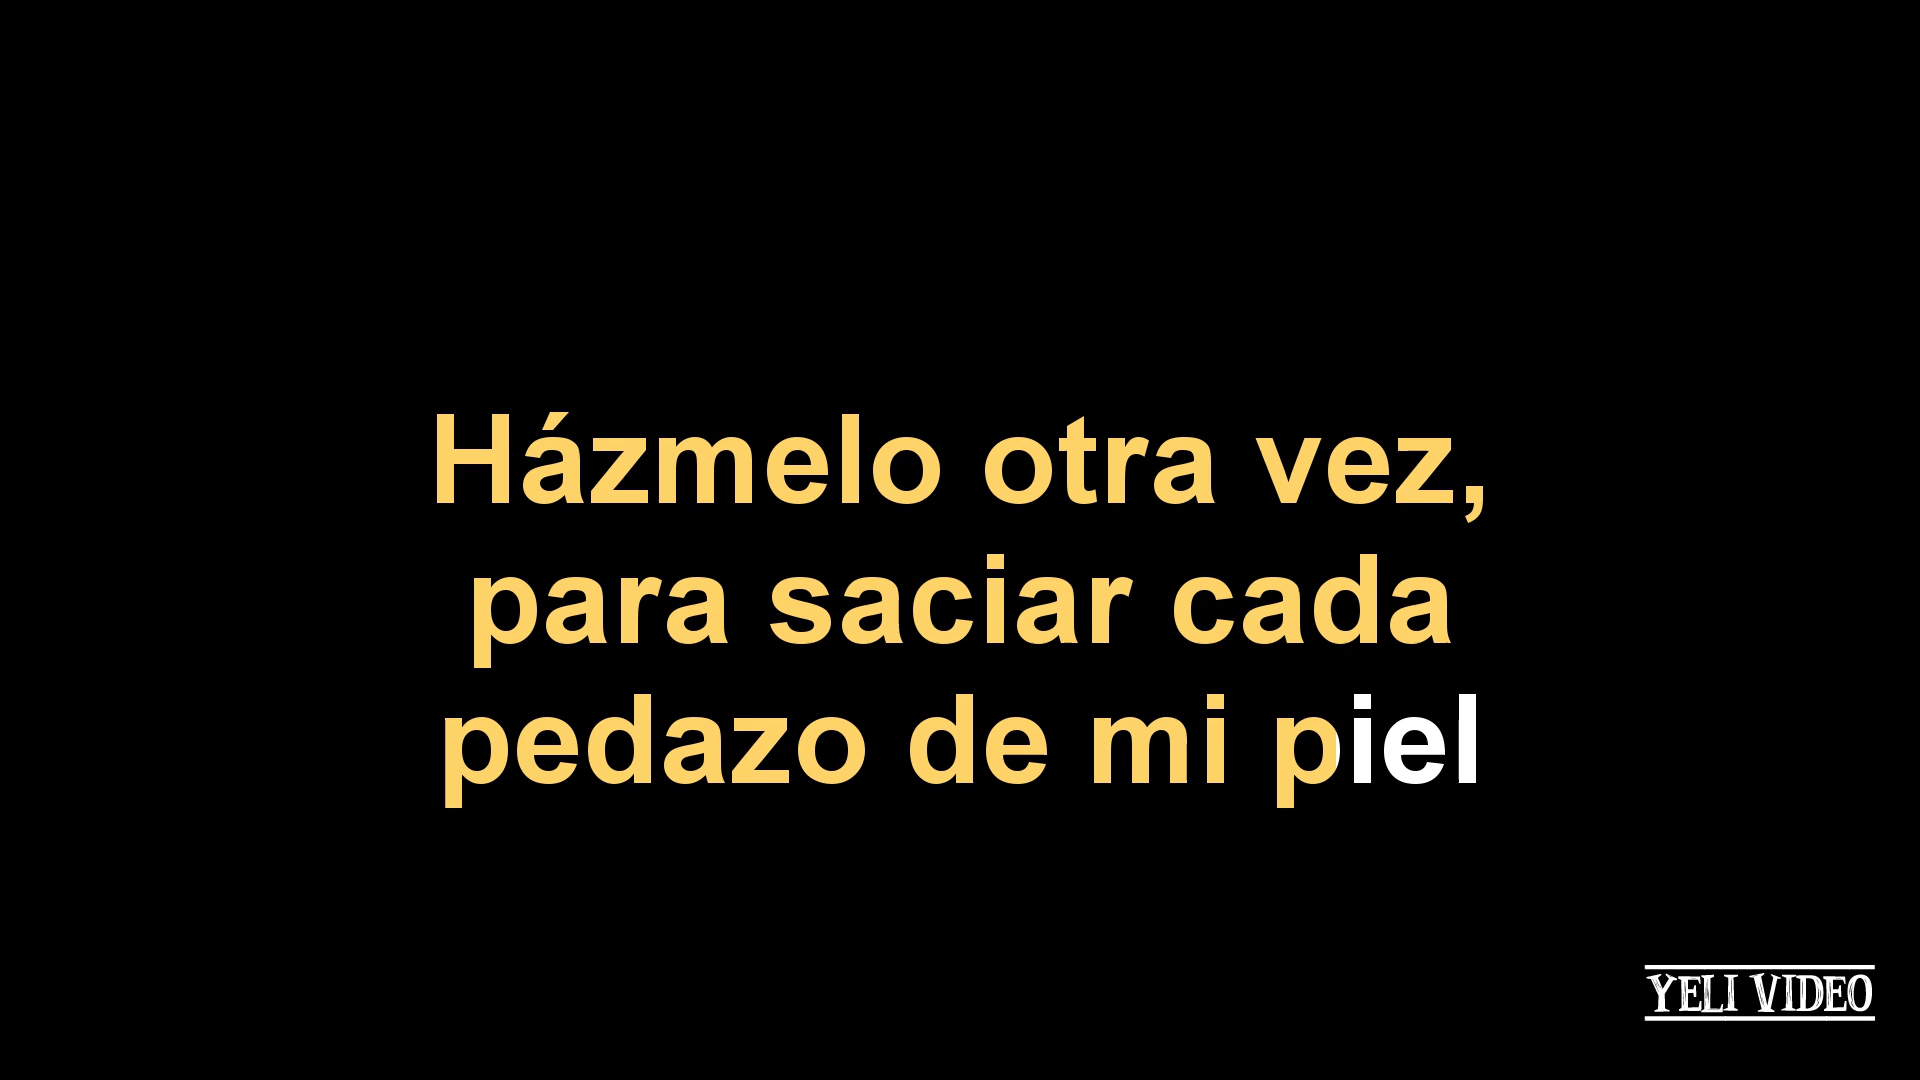 Házmelo otra vez,
para saciar cada
pedazo de mi piel
YELI VIDEO